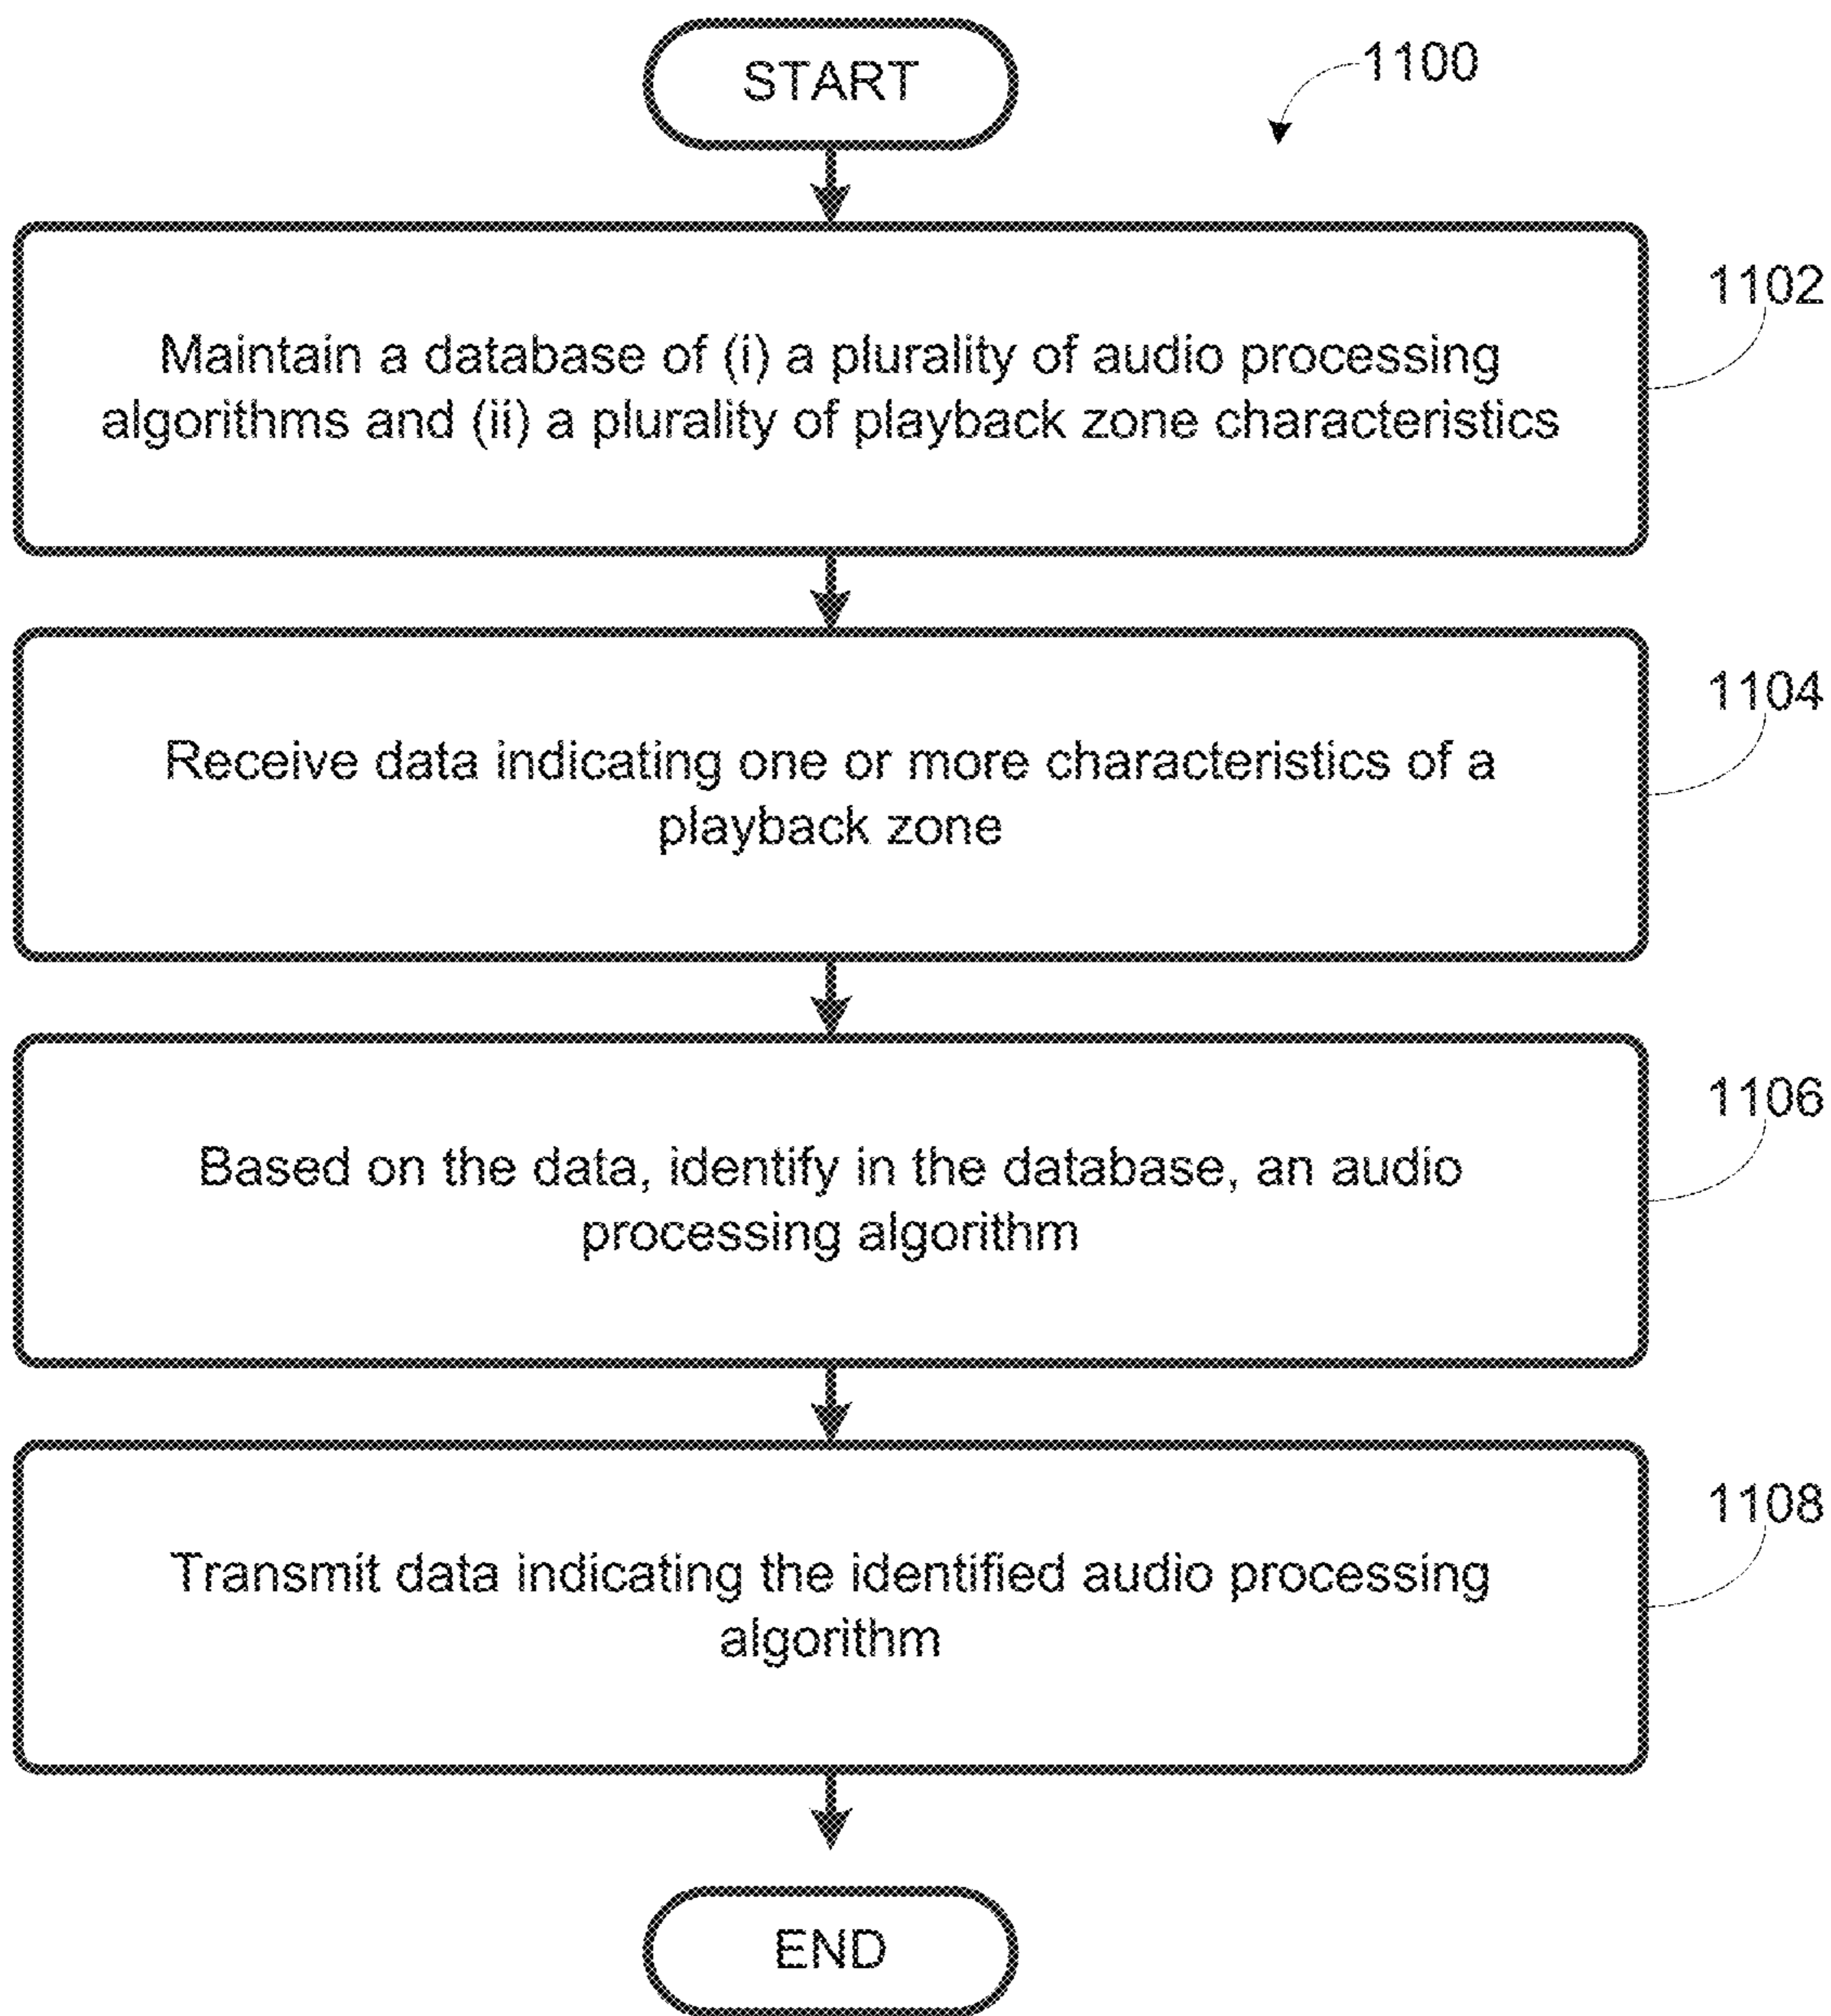 START
1100
1102
Maintain a database of (i) a plurality of audio processing
algorithms and (ii) a plurality of playback zone characteristics
1104
Receive data indicating one or more characteristics of a
playback zone
1106
Based on the data, identify in the database, an audio
processing algorithm
1108
Transmit data indicating the identified audio processing
algorithm
END